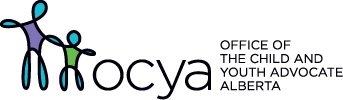 ocya
OFFICE OF
THE CHILD AND
YOUTH ADVOCATE
ALBERTA